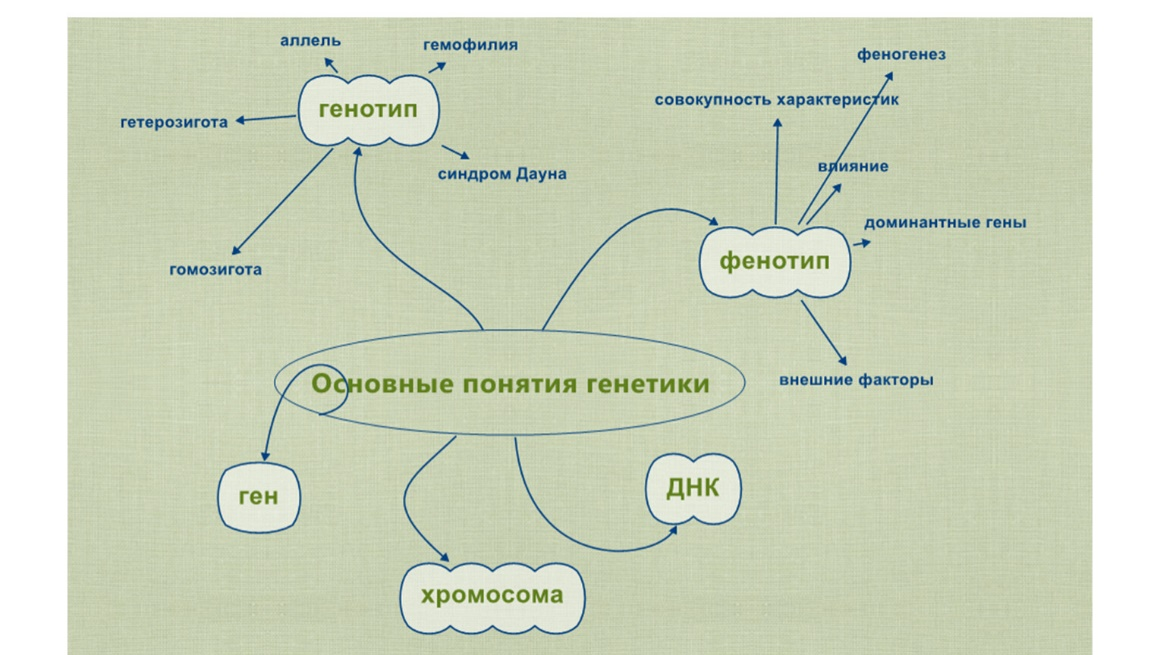 аллель
гемофилия
феногенез
совокупность характеристик
генотип
гетерозигота
влияние
синдром Дауна
доминантные гены
фенотип
гомозигота
Основные понятия генетики
внешние факторы
ДНК
ген
хромосома